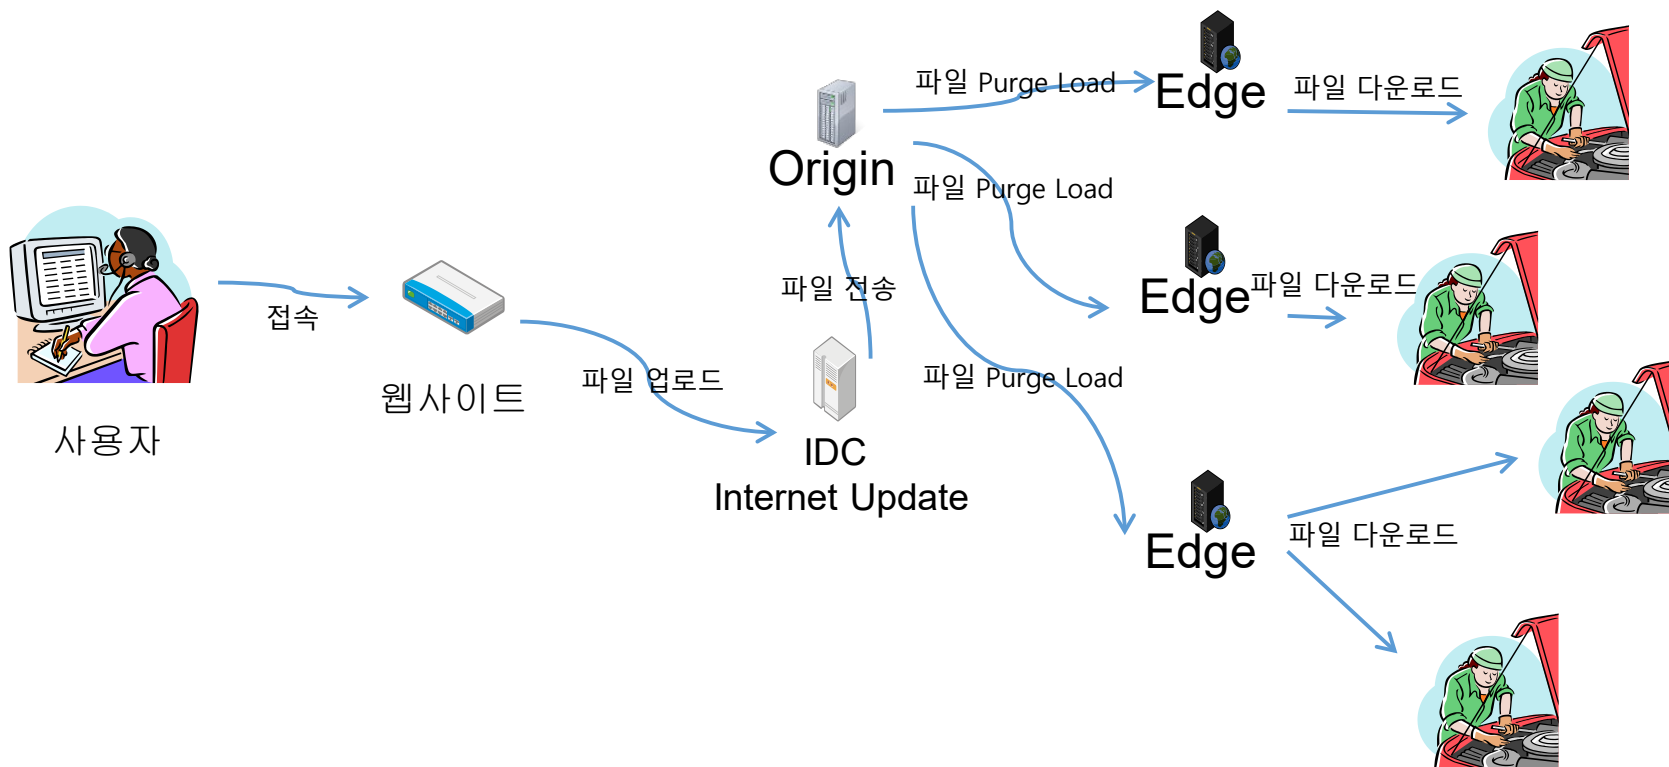 사용자
접속
웹사이트
파일 업로드
IDC
Internet Update
파일 전송
Origin
파일 Purge Load
파일 Purge Load
파일 Purge Load
Edge
파일 다운로드
Edge
파일 다운로드
Edge
파일 다운로드